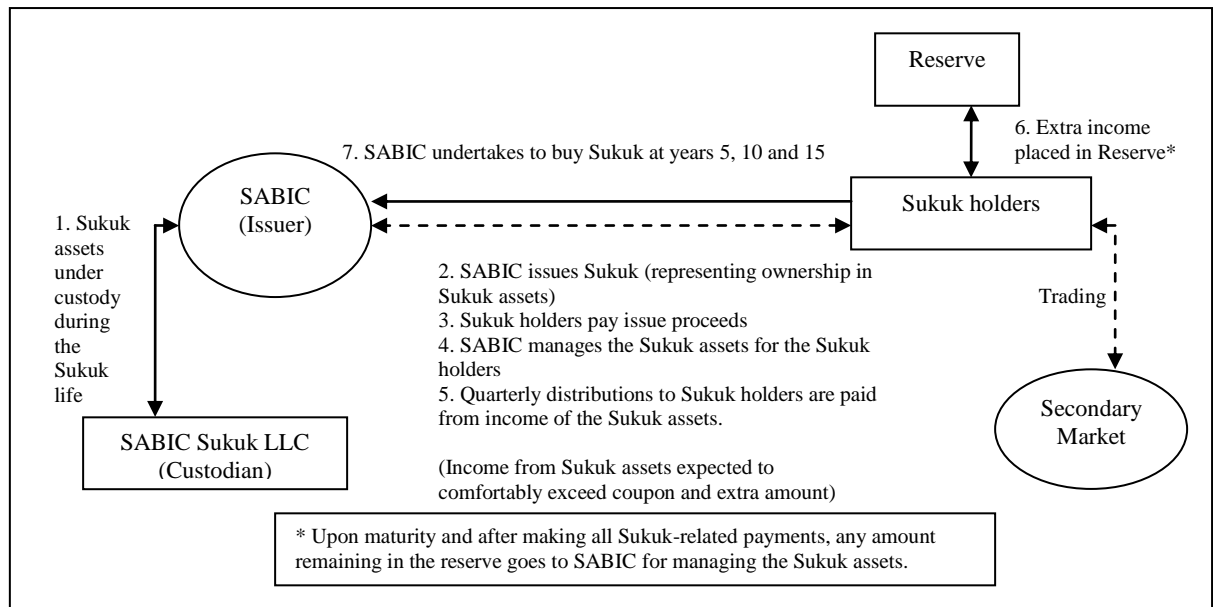 Reserve
6. Extra income
placed in Reserve*
7. SABIC undertakes to buy Sukuk at years 5, 10 and 15
SABIC
(Issuer)
Sukuk holders
1. Sukuk
assets
under
custody
during
the
Sukuk
life
2. SABIC issues Sukuk (representing ownership in
Sukuk assets)
3. Sukuk holders pay issue proceeds
4. SABIC manages the Sukuk assets for the Sukuk
holders
5. Quarterly distributions to Sukuk holders are paid
from income of the Sukuk assets.
(Income from Sukuk assets expected to
comfortably exceed coupon and extra amount)
Trading
Secondary
Market
SABIC Sukuk LLC
(Custodian)
* Upon maturity and after making all Sukuk-related payments, any amount
remaining in the reserve goes to SABIC for managing the Sukuk assets.